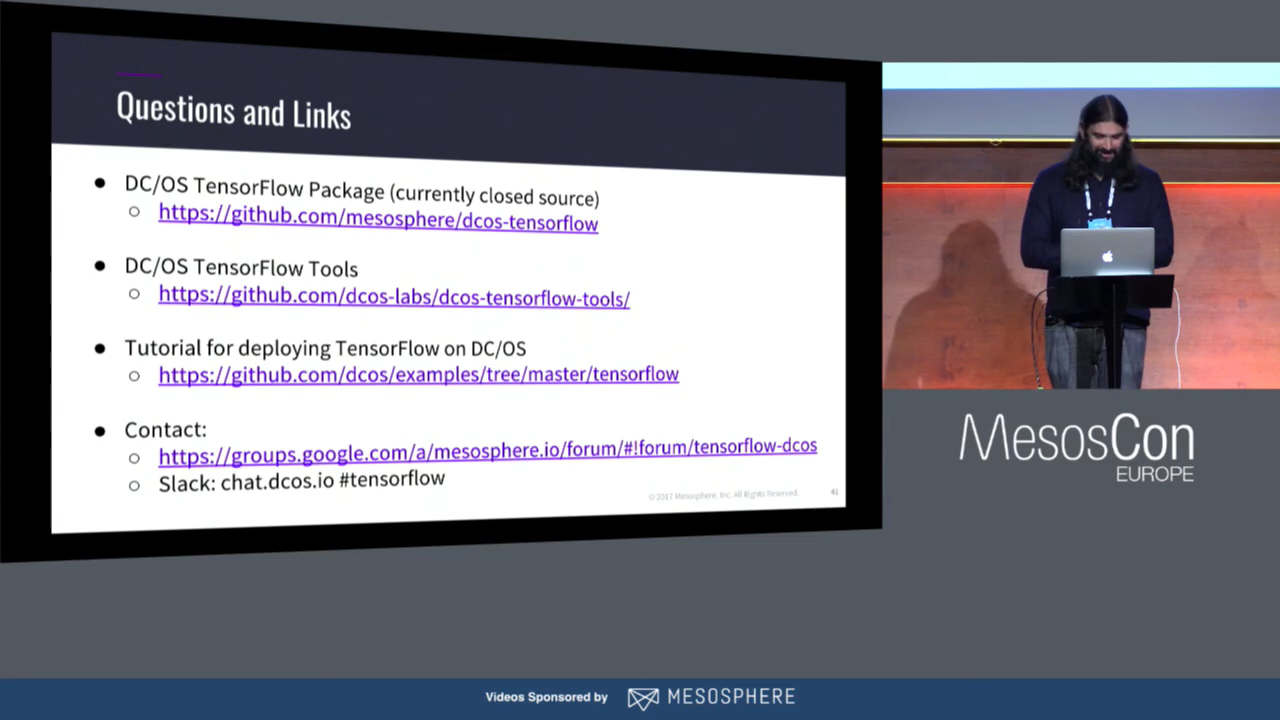 Questions and Links
● DC/OS TensorFlow Package (currently closed source)
○ https://github.com/mesosphere/dcos-tensorflow
● DC/OS TensorFlow Tools
○ https://github.com/dcos-labs/dcos-tensorflow-tools/
● Tutorial for deploying TensorFlow on DC/OS
○ https://github.com/dcos/examples/tree/master/tensorflow
● Contact:
○ https://groups.google.com/a/mesosphere.io/forum/#!forum/tensorflow-dcos
○ Slack: chat.dcos.io #tensorflow
© 2017 Mesosphere, Inc. All Rights Reserved.
41
MesosCon
EUROPE
Videos Sponsored by MESOSPHERE